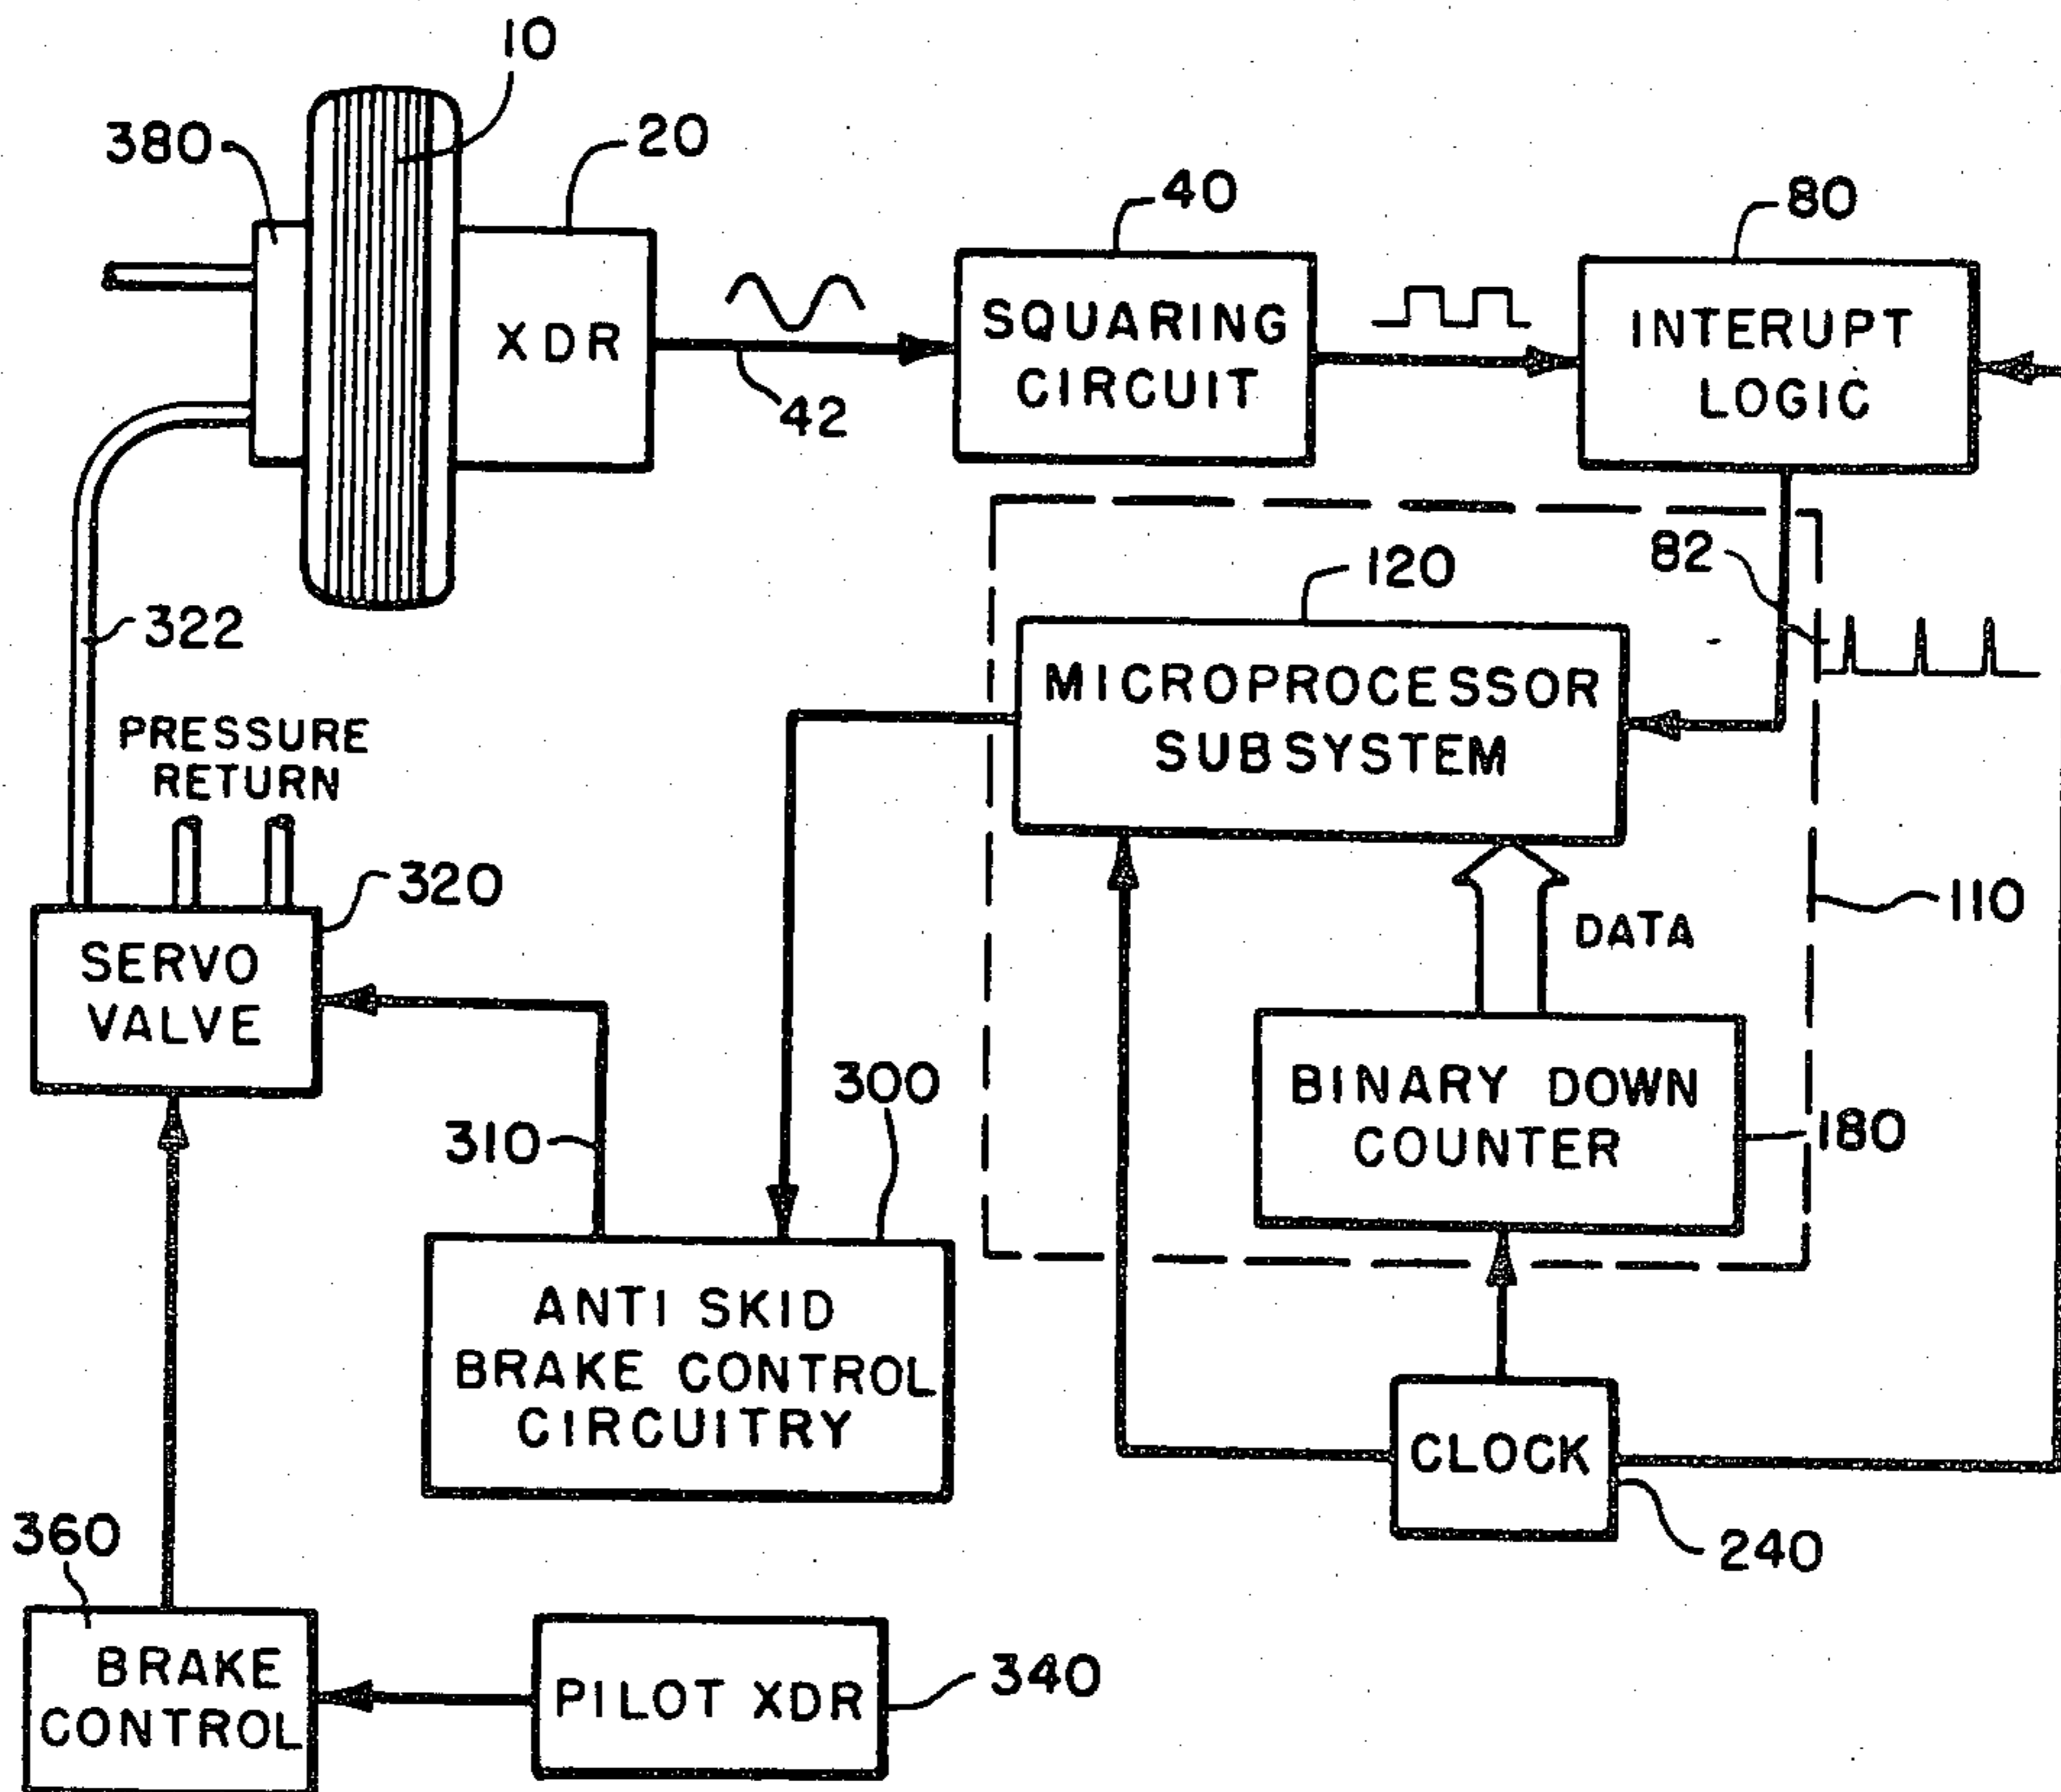 10
380
20
40
80
XDR
42
SQUARING
CIRCUIT
INTERUPT
LOGIC
82
120
322
MICROPROCESSOR
SUBSYSTEM
PRESSURE
RETURN
320
110
DATA
SERVO
VALVE
300
BINARY DOWN
COUNTER
180
310
ANTI SKID
BRAKE CONTROL
CIRCUITRY
CLOCK
240
360
BRAKE
CONTROL
PILOT XDR
340